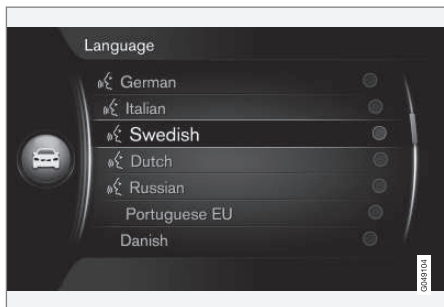 Language
German
Italian
Swedish
Dutch
Russian
Portuguese EU
Danish
G049104